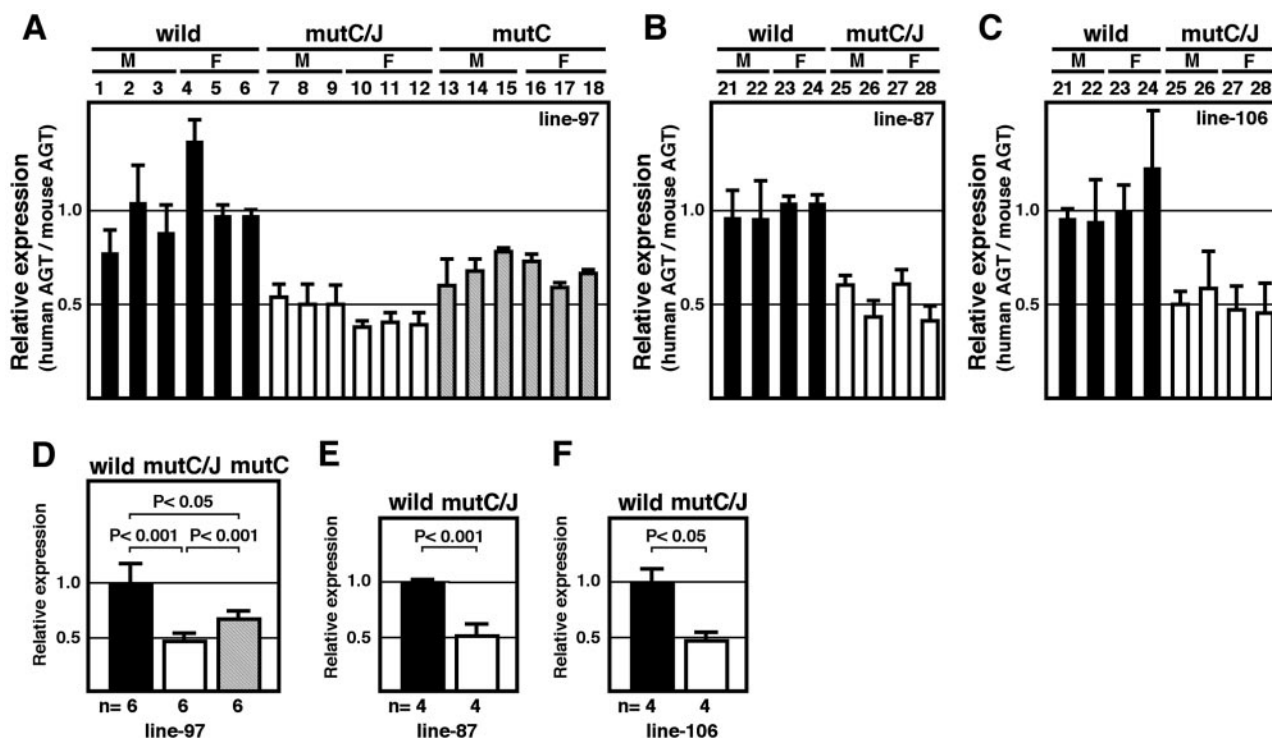 A
wild mutC/J mutC
M F M F M F
1 2 3 4 5 6 7 8 9 10 11 12 13 14 15 16 17 18
line-97
1.0
0.5
Relative expression
(human AGT / mouse AGT)
B
wild mutC/J
M F M F
21 22 23 24 25 26 27 28
line-87
1.0
0.5
Relative expression
(human AGT / mouse AGT)
C
wild mutC/J
M F M F
21 22 23 24 25 26 27 28
line-106
1.0
0.5
Relative expression
(human AGT / mouse AGT)
D
wild mutC/J mutC
P< 0.05
P< 0.001 P< 0.001
1.0
0.5
Relative expression
n= 6 6 6
line-97
E
wild mutC/J
P< 0.001
1.0
0.5
Relative expression
n= 4 4
line-87
F
wild mutC/J
P< 0.05
1.0
0.5
Relative expression
n= 4 4
line-106